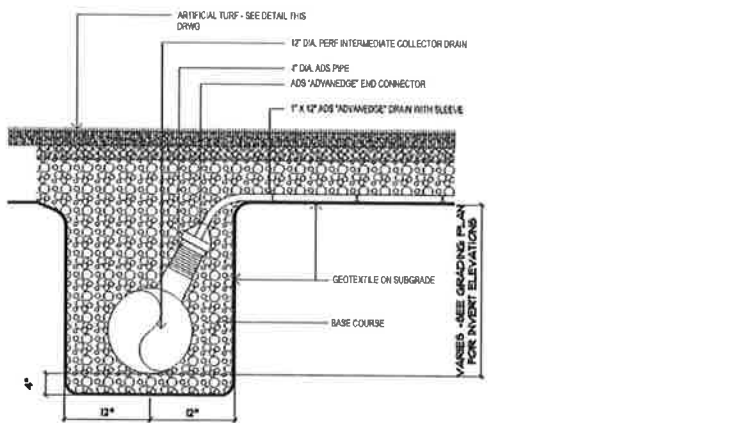 ARTIFICIAL TURF - SEE DETAIL THIS
DRWG
12" DIA. PERF INTERMEDIATE COLLECTOR DRAIN
4" DIA. ADS PIPE
ADS "ADVANEDGE" END CONNECTOR
1" X 12" ADS "ADVANEDGE" DRAIN WITH SLEEVE
GEOTEXTILE ON SUBGRADE
BASE COURSE
VARIES - SEE GRADING PLAN
FOR INVERT ELEVATIONS
4"
12"
12"